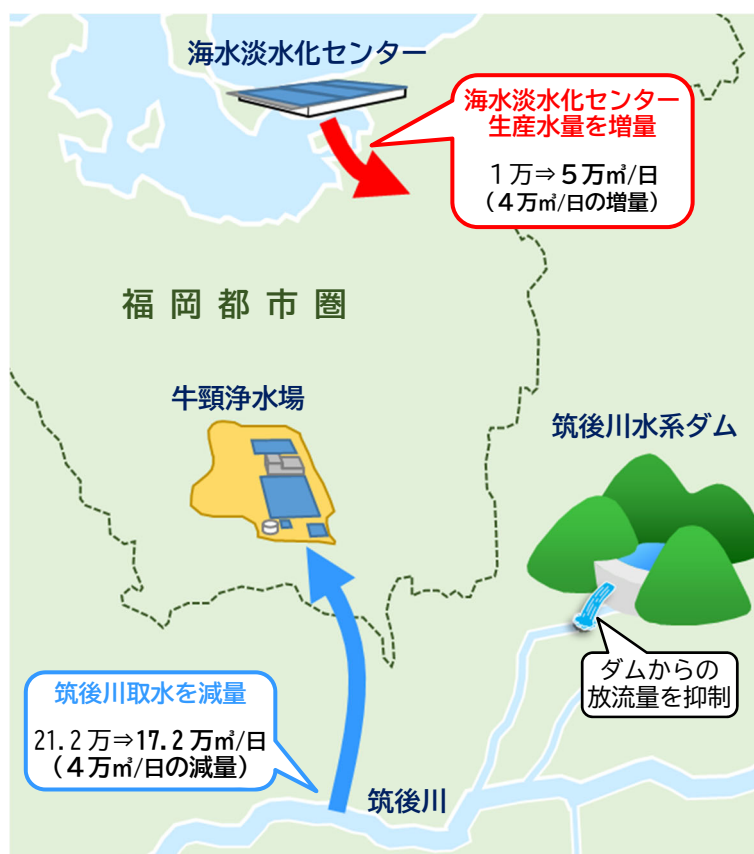 海水淡水化センター
海水淡水化センター
生産水量を増量
1万⇒5万㎥/日
(4万㎥/日の増量)
福岡都市圏
牛頸浄水場
筑後川水系ダム
ダムからの
放流量を抑制
筑後川取水を減量
21.2万⇒17.2万㎥/日
(4万㎥/日の減量)
筑後川